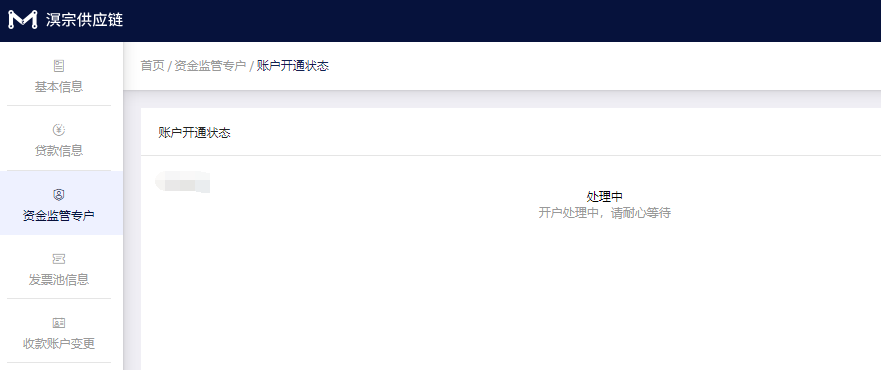 溟宗供应链
首页 / 资金监管专户 / 账户开通状态
基本信息
贷款信息
资金监管专户
发票池信息
收款账户变更
账户开通状态
处理中
开户处理中，请耐心等待